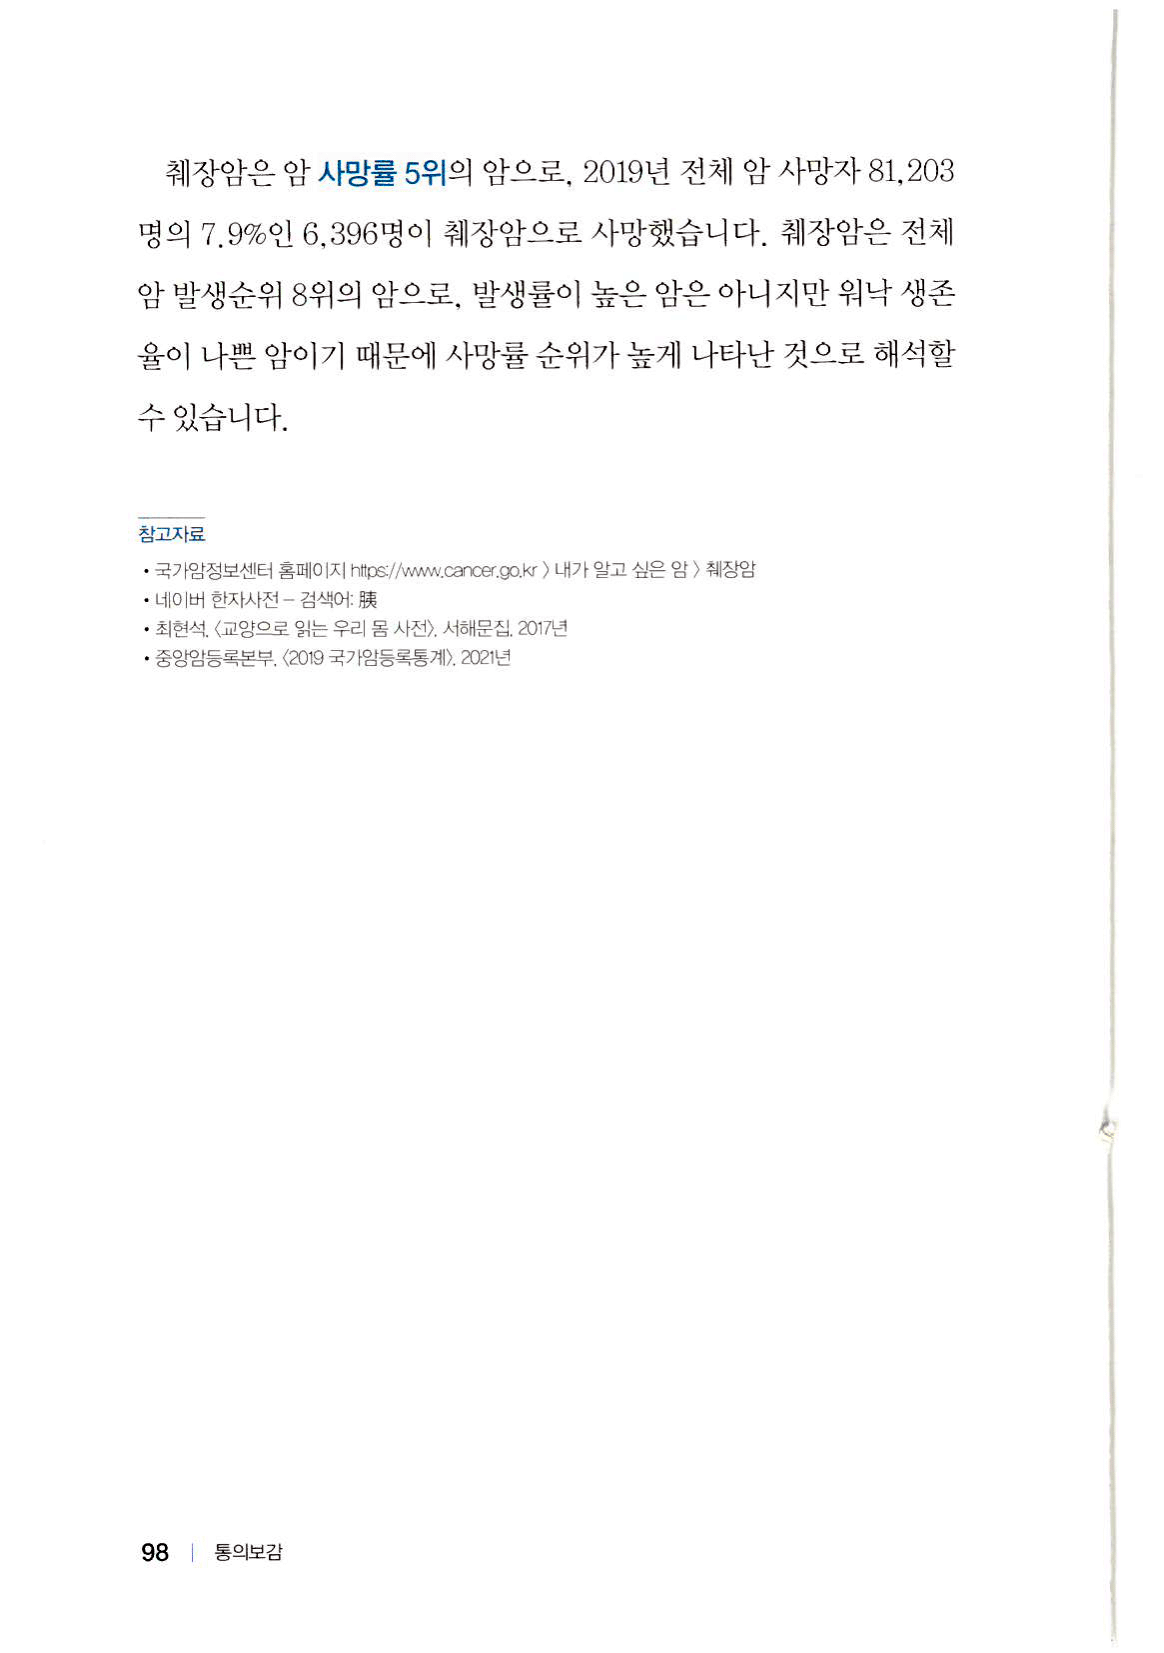 췌장암은 암 사망률 5위의 암으로, 2019년 전체 암 사망자 81,203
명의 7.9%인 6,396명이 췌장암으로 사망했습니다. 췌장암은 전체
암 발생순위 8위의 암으로, 발생률이 높은 암은 아니지만 워낙 생존
율이 나쁜 암이기 때문에 사망률 순위가 높게 나타난 것으로 해석할
수 있습니다.
참고자료
• 국가암정보센터 홈페이지 https://www.cancer.go.kr 〉 내가 알고 싶은 암 〉 췌장암
• 네이버 한자사전 – 검색어: 胰
• 최현석, 〈교양으로 읽는 우리 몸 사전〉, 서해문집, 2017년
• 중앙암등록본부, 〈2019 국가암등록통계〉, 2021년
98 | 통의보감